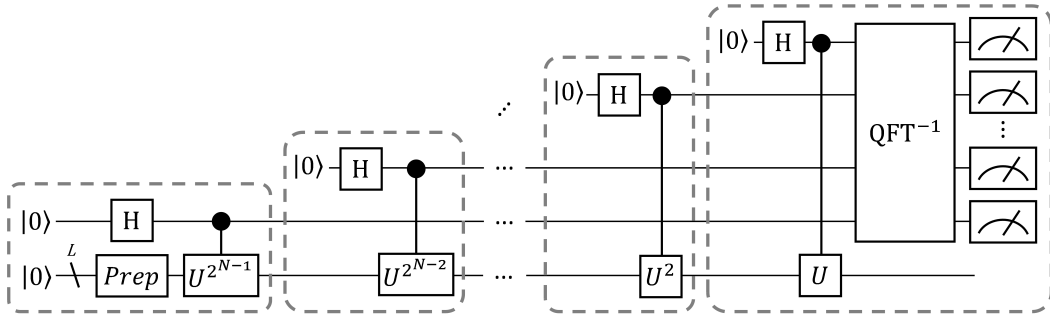 |0⟩ H
|0⟩ H
⋰
|0⟩ H ⋯ QFT⁻¹ ⋮
|0⟩ H ⋯
L
|0⟩ Prep U^{2^{N-1}} U^{2^{N-2}} ⋯ U² U